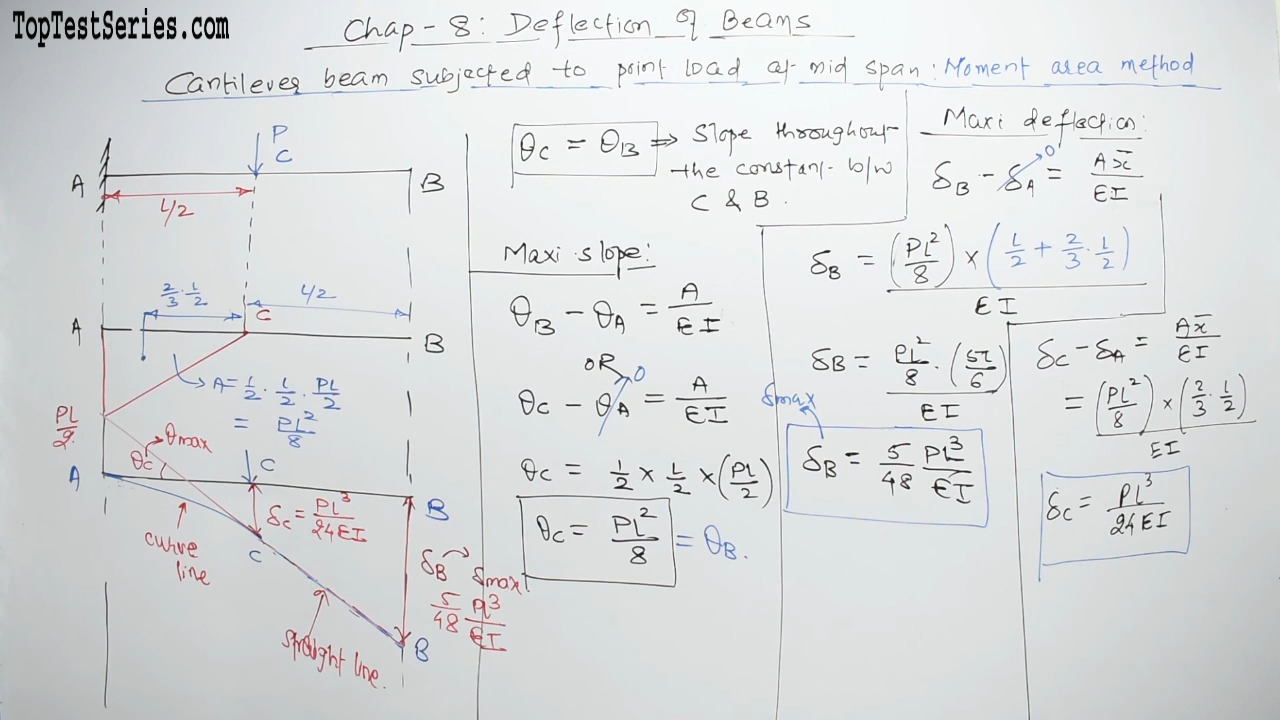 TopTestSeries.com
Chap-8: Deflection of Beams
Cantilever beam subjected to point load at mid span: Moment area method
P
C
A
B
L/2
2/3 · L/2
L/2
A
C
B
A = 1/2 · L/2 · PL/2
= PL²/8
PL/2
θmax
θc
A
C
B
δc = PL³/24EI
curve line
C
δB → δmax
5/48 PL³/EI
straight line
B
θC = θB ⇒ Slope throughout
the constant b/w
C & B.
Maxi slope:
θB - θA = A/EI
OR
θC - θA = A/EI
0
θC = 1/2 × L/2 × (PL/2)
θC = PL²/8 = θB.
Maxi deflection:
δB - δA = Ax̄/EI
0
δB = (PL²/8) × (L/2 + 2/3 · L/2) / EI
δB = PL²/8 · (5L/6) / EI
δmax
δB = 5/48 PL³/EI
δC - δA = Ax̄/EI
= (PL²/8) × (2/3 · L/2) / EI
δC = PL³/24EI